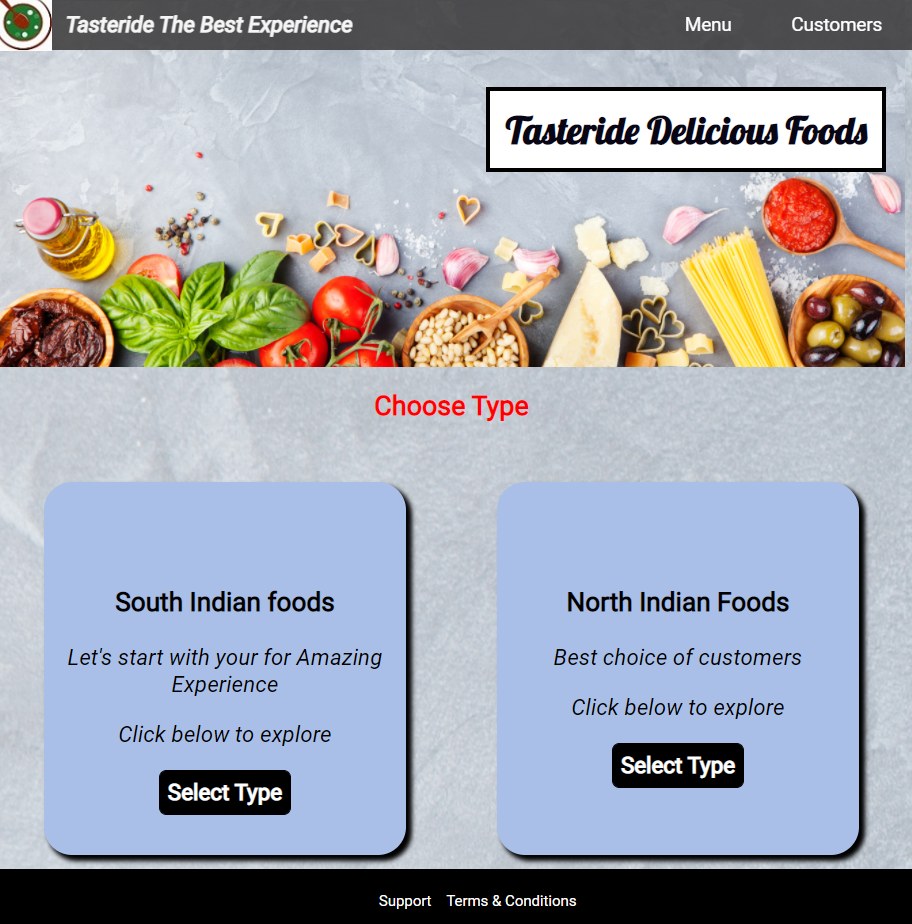 Tasteride The Best Experience
Menu
Customers
Tasteride Delicious Foods
Choose Type
South Indian foods
Let's start with your for Amazing
Experience
Click below to explore
Select Type
North Indian Foods
Best choice of customers
Click below to explore
Select Type
Support
Terms & Conditions